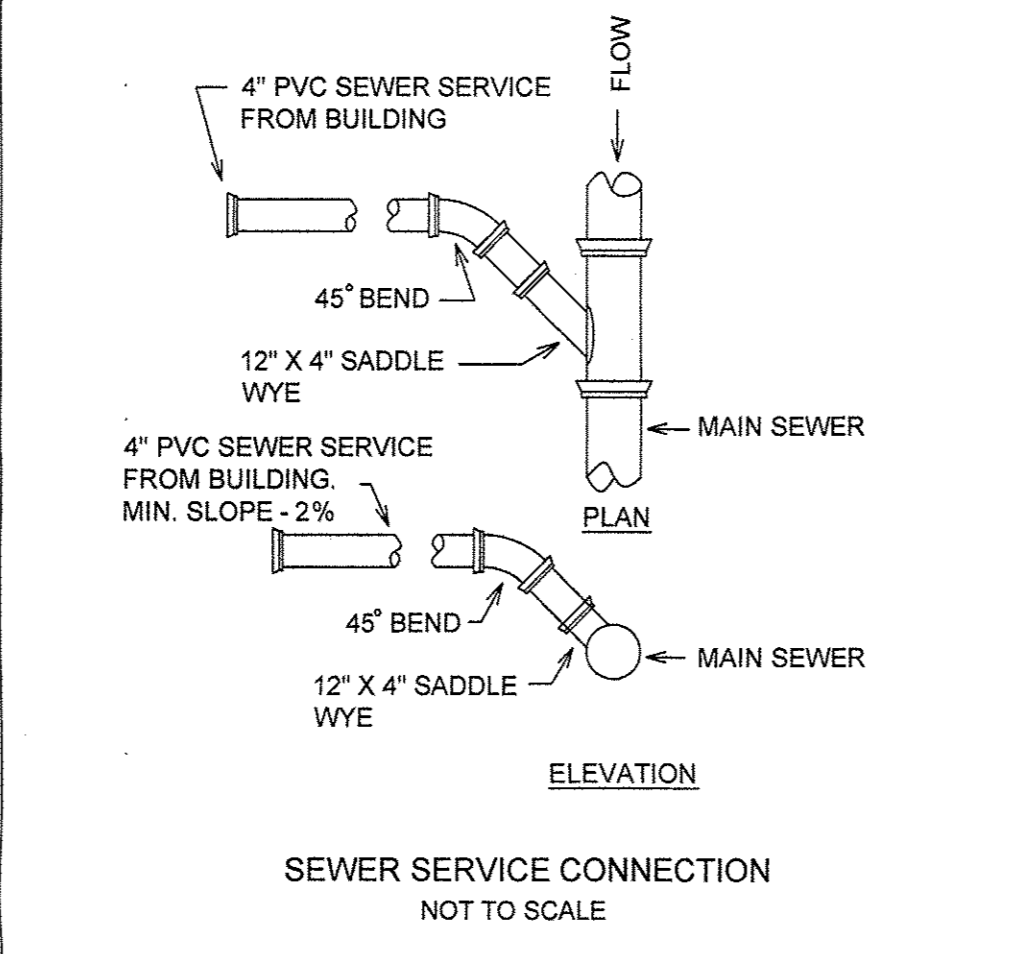 FLOW
4" PVC SEWER SERVICE
FROM BUILDING
45° BEND
12" X 4" SADDLE
WYE
MAIN SEWER
PLAN
4" PVC SEWER SERVICE
FROM BUILDING.
MIN. SLOPE - 2%
45° BEND
MAIN SEWER
12" X 4" SADDLE
WYE
ELEVATION
SEWER SERVICE CONNECTION
NOT TO SCALE